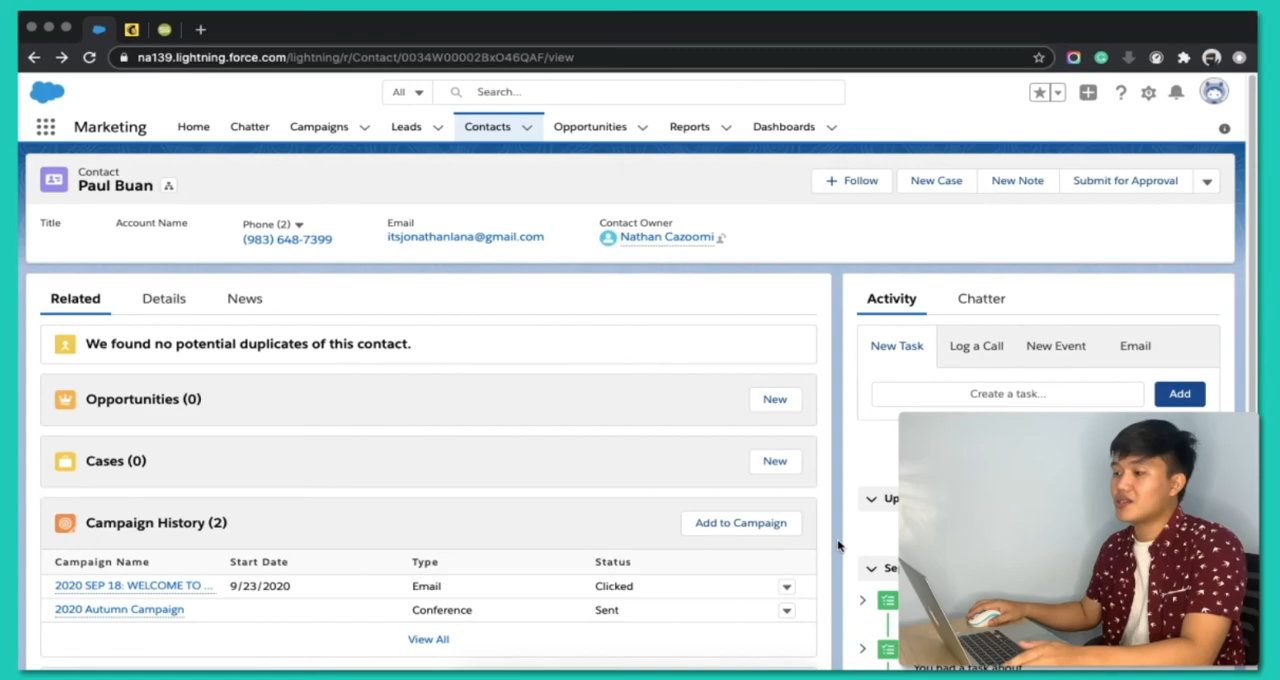 na139.lightning.force.com/lightning/r/Contact/0034W00002BxO46QAF/view
All
Search...
Marketing
Home
Chatter
Campaigns
Leads
Contacts
Opportunities
Reports
Dashboards
Contact
Paul Buan
Follow
New Case
New Note
Submit for Approval
Title
Account Name
Phone (2)
Email
Contact Owner
(983) 648-7399
itsjonathanlana@gmail.com
Nathan Cazoomi
Related
Details
News
Activity
Chatter
We found no potential duplicates of this contact.
New Task
Log a Call
New Event
Email
Create a task...
Add
Opportunities (0)
New
Cases (0)
New
Campaign History (2)
Add to Campaign
Campaign Name
Start Date
Type
Status
2020 SEP 18: WELCOME TO ...
9/23/2020
Email
Clicked
2020 Autumn Campaign
Conference
Sent
View All
Up
Se
You had a task about